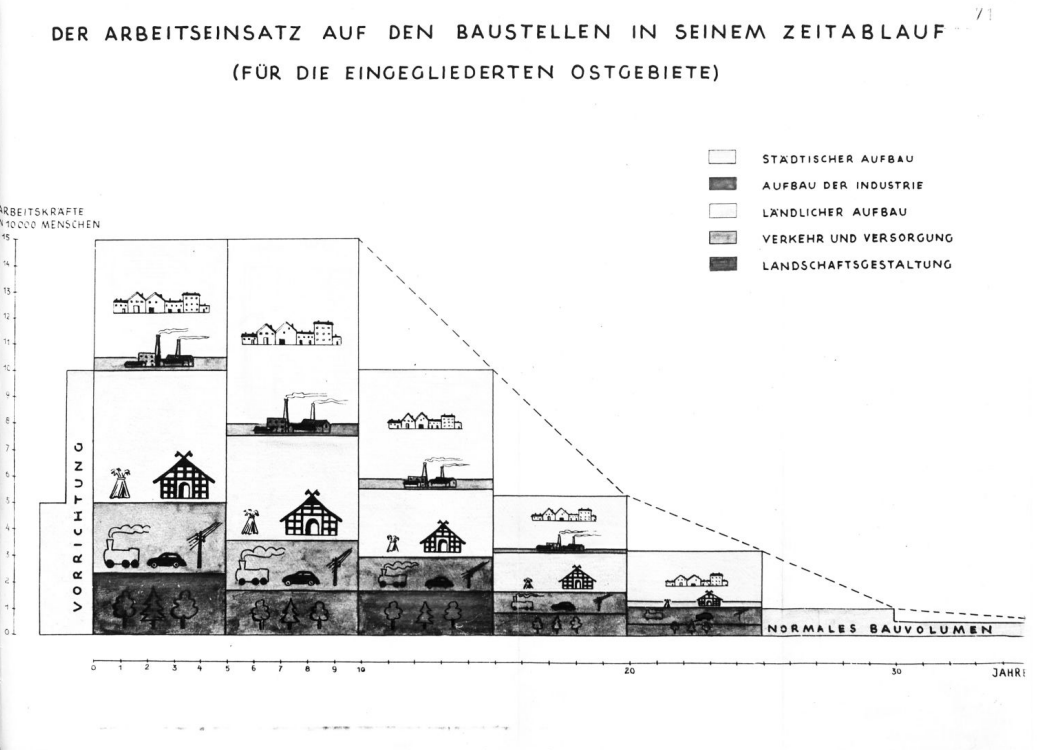 71
DER ARBEITSEINSATZ AUF DEN BAUSTELLEN IN SEINEM ZEITABLAUF
(FÜR DIE EINGEGLIEDERTEN OSTGEBIETE)
STÄDTISCHER AUFBAU
AUFBAU DER INDUSTRIE
LÄNDLICHER AUFBAU
VERKEHR UND VERSORGUNG
LANDSCHAFTSGESTALTUNG
ARBEITSKRÄFTE
N 10000 MENSCHEN
15
14
13
12
11
10
9
8
7
6
5
4
3
2
1
0
VORRICHTUNG
NORMALES BAUVOLUMEN
0 1 2 3 4 5 6 7 8 9 10 20 30 JAHRE